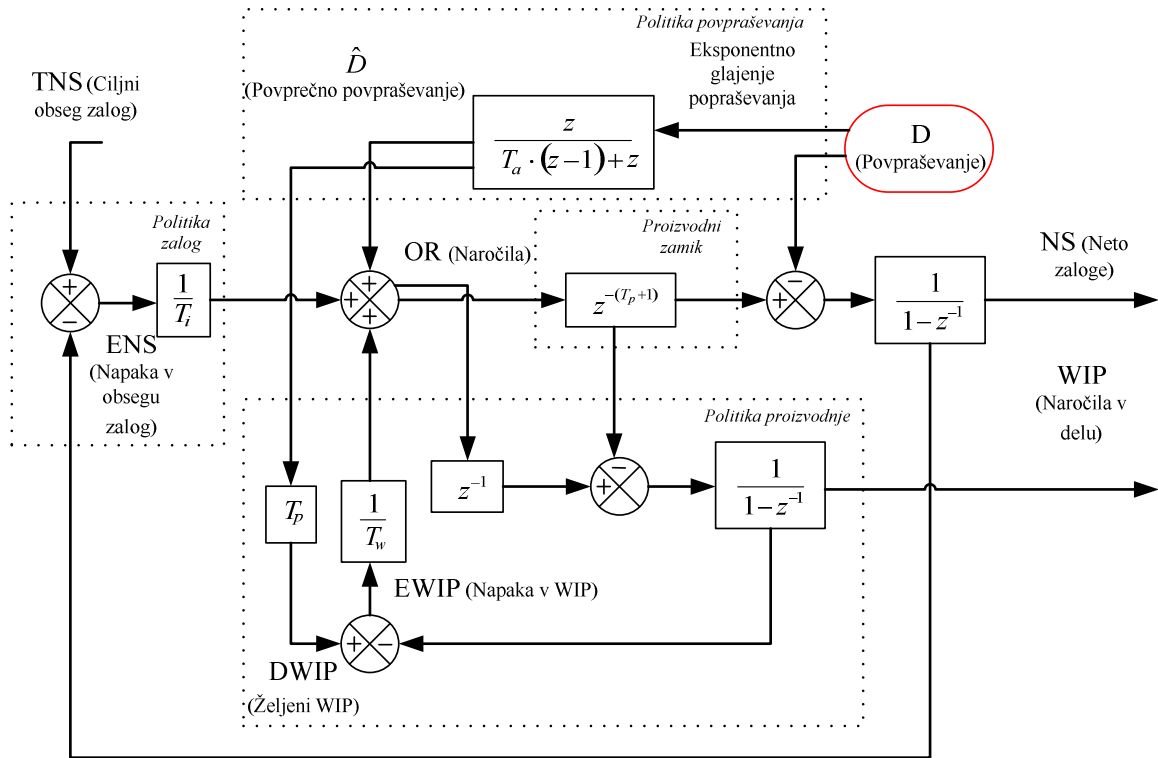 Politika povpraševanja
TNS (Ciljni
obseg zalog)
D̂
(Povprečno povpraševanje)
Eksponentno
glajenje
popraševanja
z
T_a · (z−1)+z
D
(Povpraševanje)
Politika
zalog
+
−
1
T_i
ENS
(Napaka v
obsegu
zalog)
OR (Naročila)
+
+
+
Proizvodni
zamik
z^−(T_p+1)
−
+
1
1−z^−1
NS (Neto
zaloge)
WIP
(Naročila v
delu)
Politika proizvodnje
T_p
1
T_w
z^−1
−
+
1
1−z^−1
EWIP (Napaka v WIP)
+
−
DWIP
(Željeni WIP)